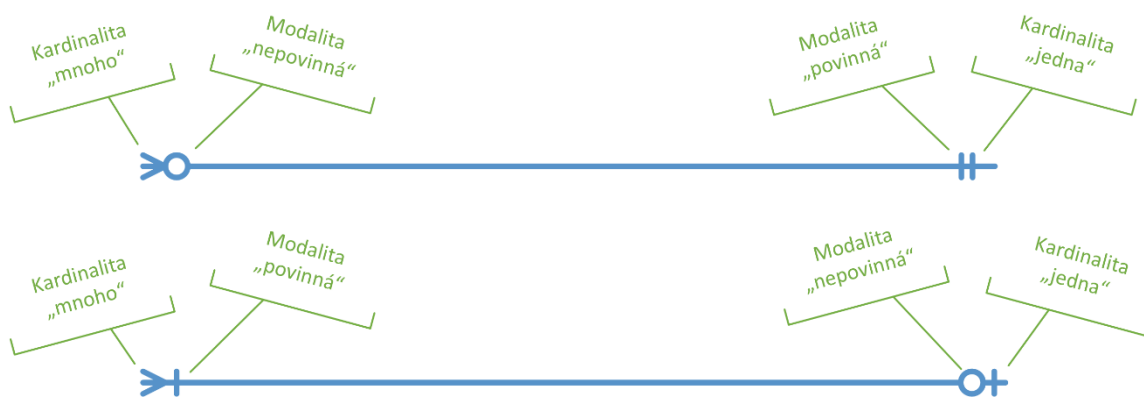 Kardinalita
„mnoho“
Modalita
„nepovinná“
Modalita
„povinná“
Kardinalita
„jedna“
Kardinalita
„mnoho“
Modalita
„povinná“
Modalita
„nepovinná“
Kardinalita
„jedna“